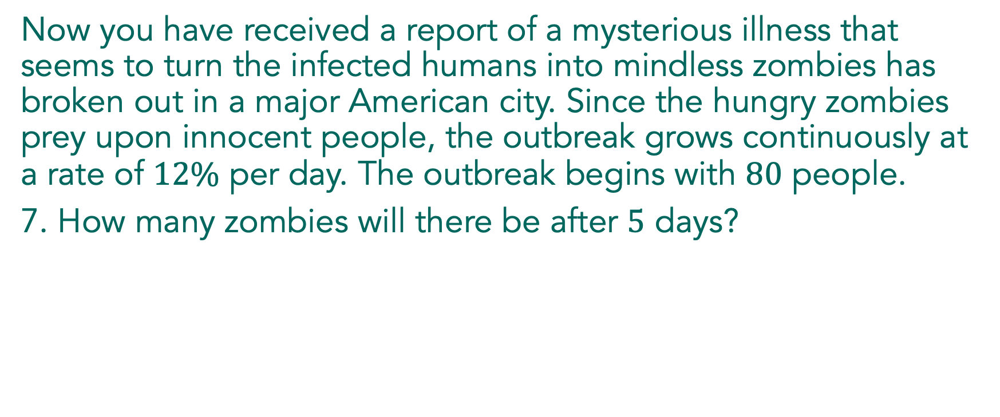 Now you have received a report of a mysterious illness that
seems to turn the infected humans into mindless zombies has
broken out in a major American city. Since the hungry zombies
prey upon innocent people, the outbreak grows continuously at
a rate of 12% per day. The outbreak begins with 80 people.
7. How many zombies will there be after 5 days?